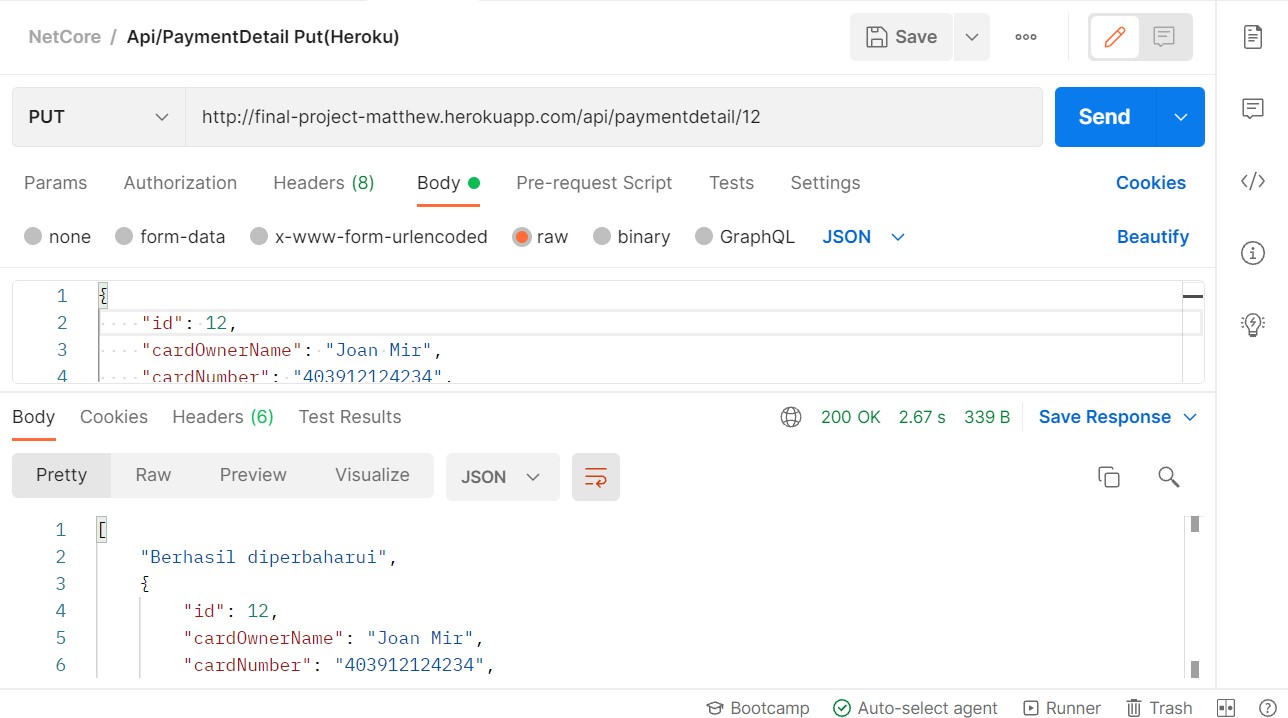 NetCore / Api/PaymentDetail Put(Heroku)
Save
PUT
http://final-project-matthew.herokuapp.com/api/paymentdetail/12
Send
Params Authorization Headers (8) Body Pre-request Script Tests Settings Cookies
none form-data x-www-form-urlencoded raw binary GraphQL JSON Beautify
1 {
2 "id": 12,
3 "cardOwnerName": "Joan Mir",
4 "cardNumber": "403912124234",
Body Cookies Headers (6) Test Results 200 OK 2.67 s 339 B Save Response
Pretty Raw Preview Visualize JSON
1 [
2 "Berhasil diperbaharui",
3 {
4 "id": 12,
5 "cardOwnerName": "Joan Mir",
6 "cardNumber": "403912124234",
Bootcamp Auto-select agent Runner Trash